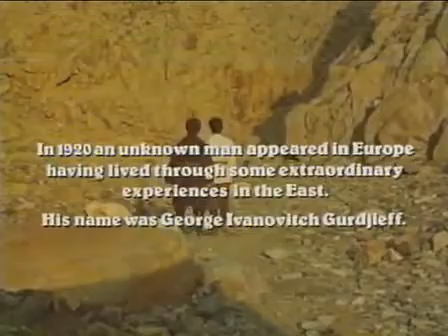 In 1920 an unknown man appeared in Europe
having lived through some extraordinary
experiences in the East.
His name was George Ivanovitch Gurdjieff.